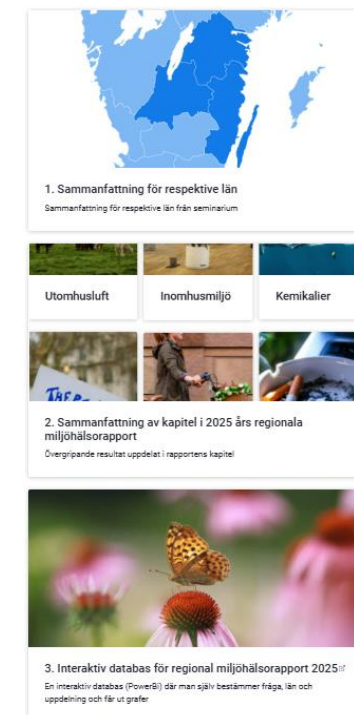 1. Sammanfattning för respektive län
Sammanfattning för respektive län från seminarium
Utomhusluft
Inomhusmiljö
Kemikalier
2. Sammanfattning av kapitel i 2025 års regionala
miljöhälsorapport
Övergripande resultat uppdelat i rapportens kapitel
3. Interaktiv databas för regional miljöhälsorapport 2025
En interaktiv databas (PowerBi) där man själv bestämmer fråga, län och
uppdelning och får ut grafer